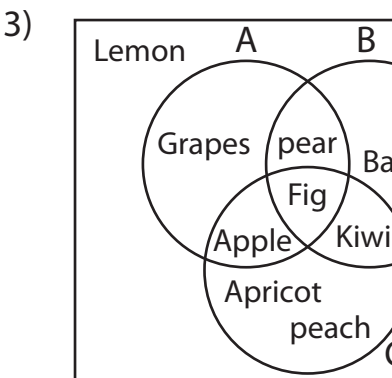 3)
A B
Lemon
Grapes pear
Fig
Apple Kiwi
Apricot
peach